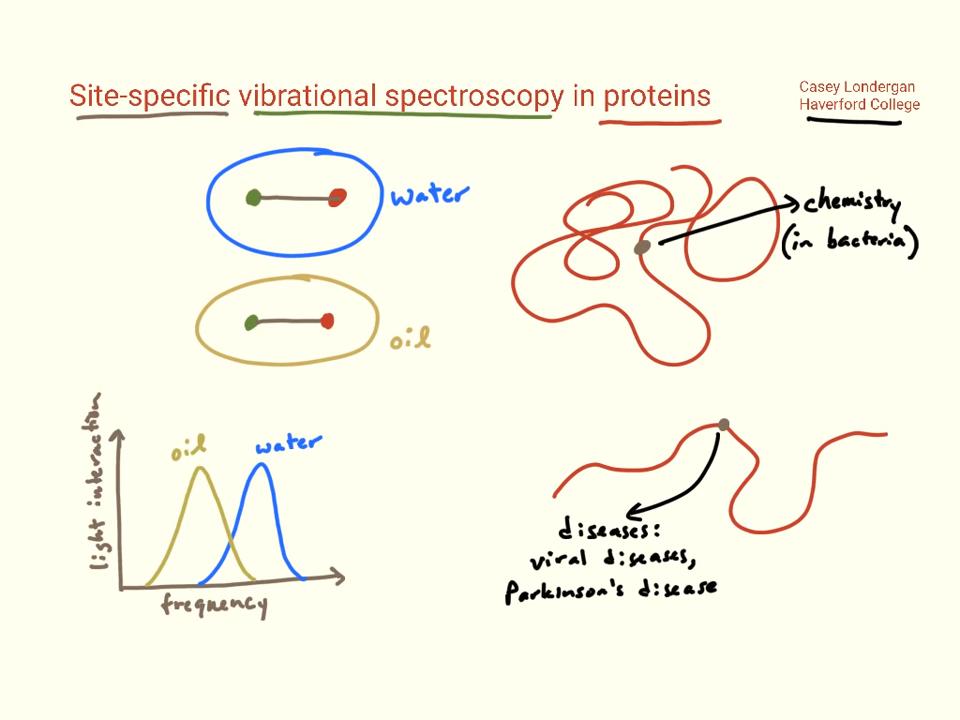 Site-specific vibrational spectroscopy in proteins
Casey Londergan
Haverford College
water
oil
chemistry
(in bacteria)
light interaction
oil
water
frequency
diseases:
viral diseases,
Parkinson's disease